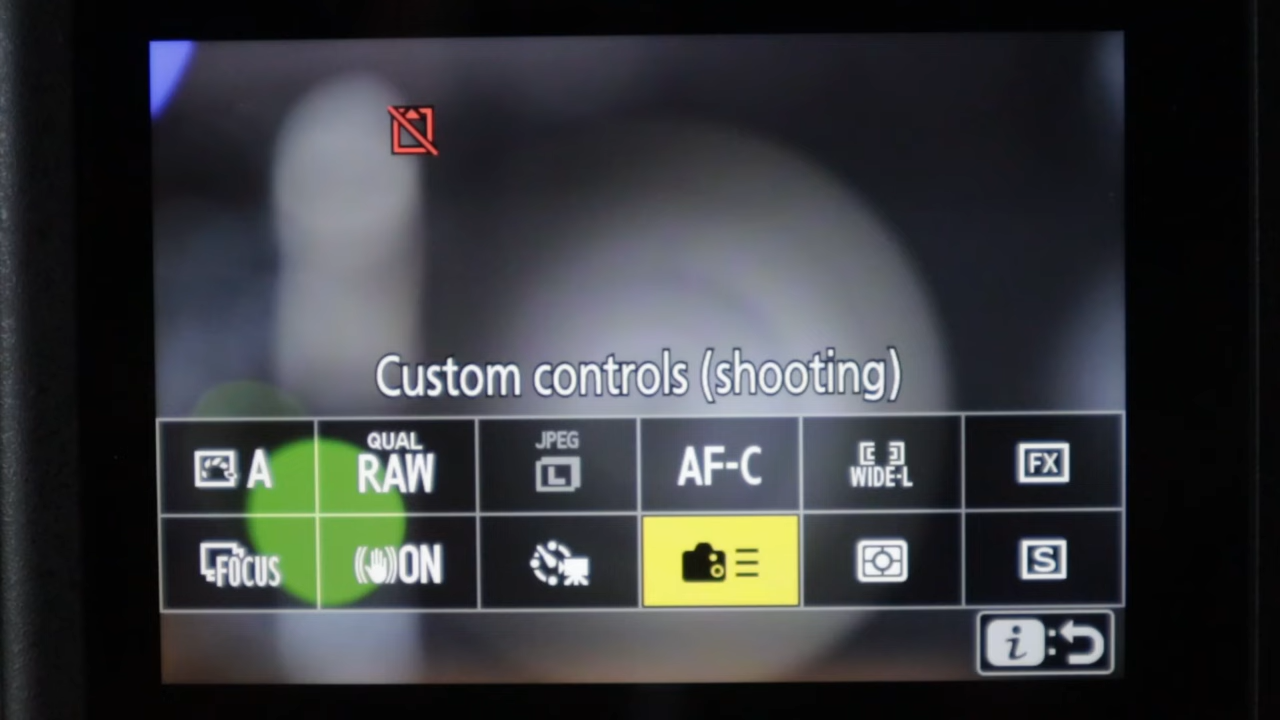 Custom controls (shooting)
A
QUAL
RAW
JPEG
L
AF-C
WIDE-L
FX
FOCUS
ON
S
i